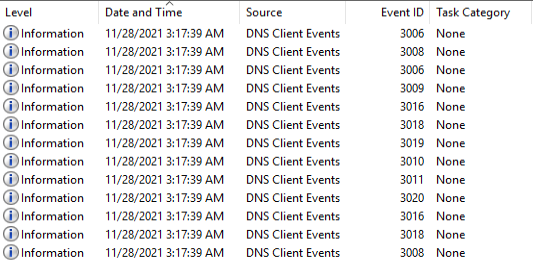 Level Date and Time Source Event ID Task Category
Information 11/28/2021 3:17:39 AM DNS Client Events 3006 None
Information 11/28/2021 3:17:39 AM DNS Client Events 3008 None
Information 11/28/2021 3:17:39 AM DNS Client Events 3006 None
Information 11/28/2021 3:17:39 AM DNS Client Events 3009 None
Information 11/28/2021 3:17:39 AM DNS Client Events 3016 None
Information 11/28/2021 3:17:39 AM DNS Client Events 3018 None
Information 11/28/2021 3:17:39 AM DNS Client Events 3019 None
Information 11/28/2021 3:17:39 AM DNS Client Events 3010 None
Information 11/28/2021 3:17:39 AM DNS Client Events 3011 None
Information 11/28/2021 3:17:39 AM DNS Client Events 3020 None
Information 11/28/2021 3:17:39 AM DNS Client Events 3016 None
Information 11/28/2021 3:17:39 AM DNS Client Events 3018 None
Information 11/28/2021 3:17:39 AM DNS Client Events 3008 None